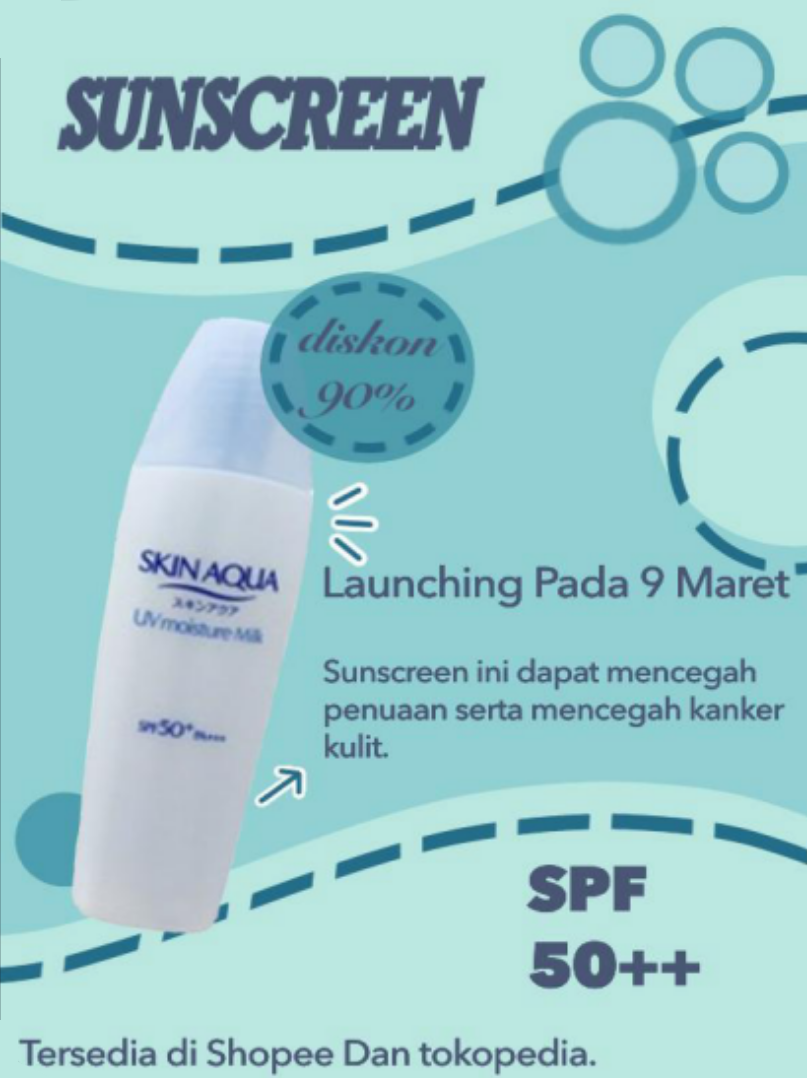 SUNSCREEN
diskon
90%
SKIN AQUA
スキンアクア
UV moisture Milk
SPF50+ PA+++
Launching Pada 9 Maret
Sunscreen ini dapat mencegah
penuaan serta mencegah kanker
kulit.
SPF
50++
Tersedia di Shopee Dan tokopedia.